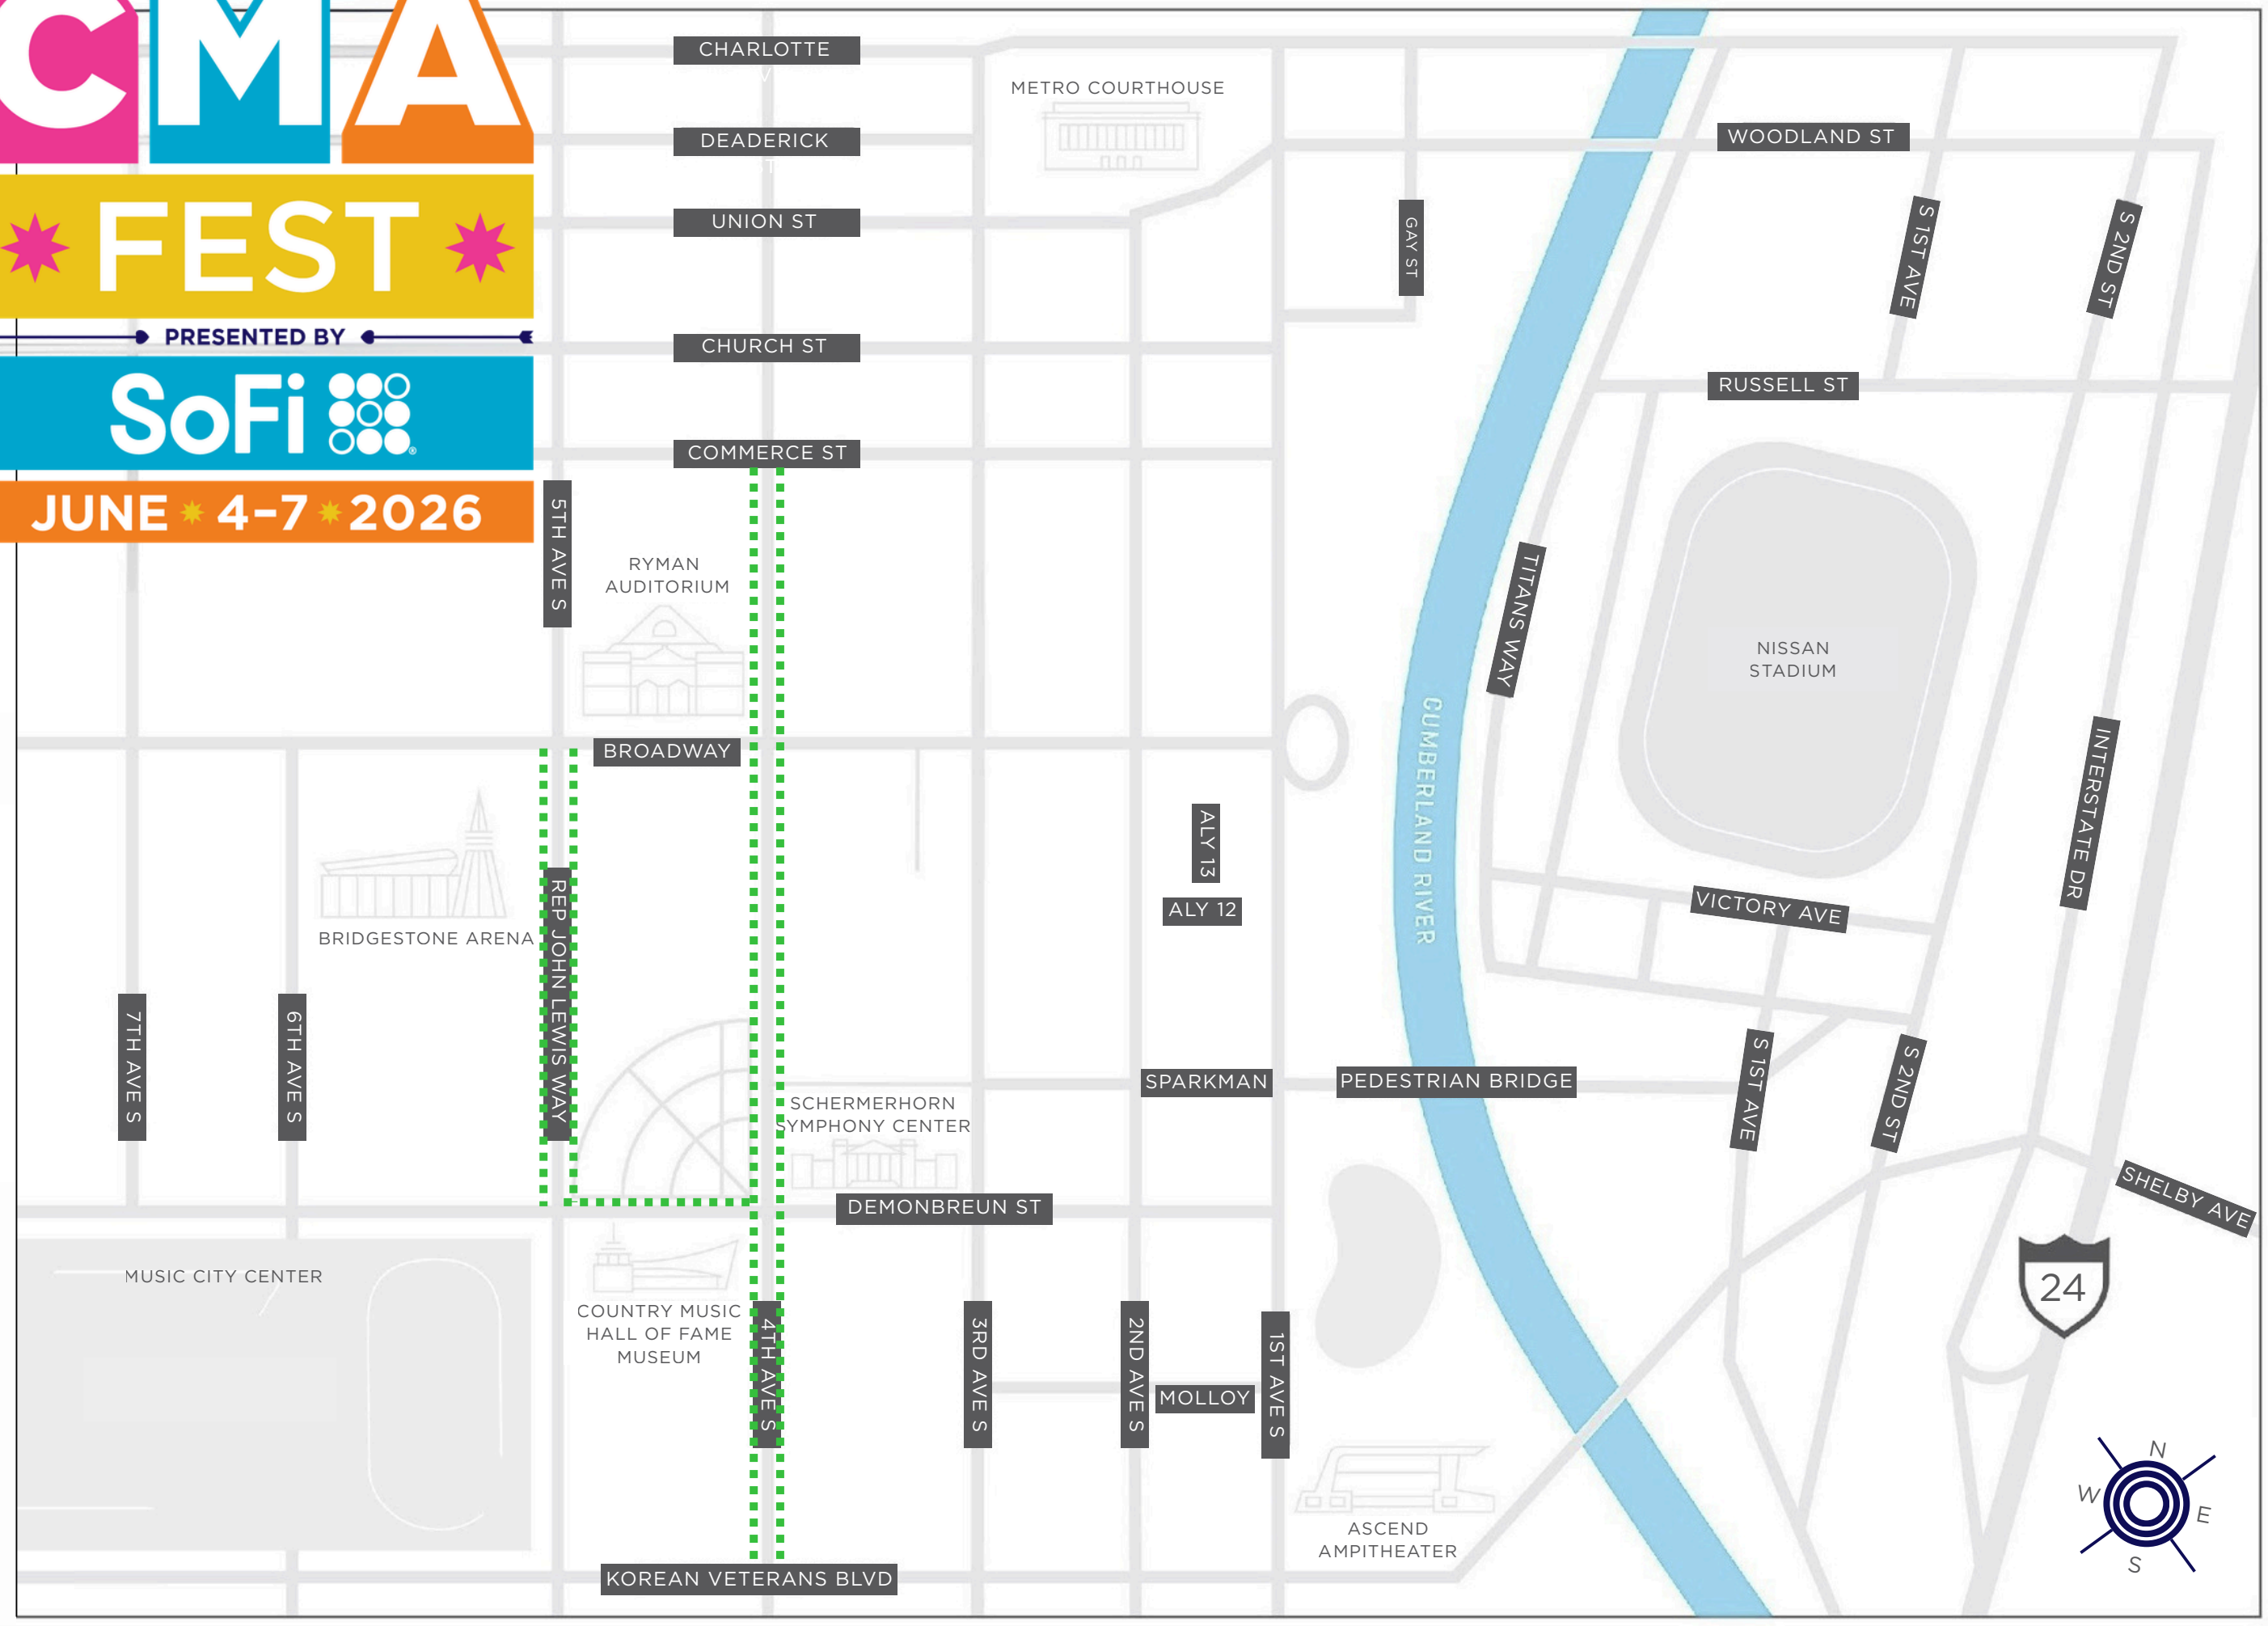 CMA
FEST
PRESENTED BY
SoFi
JUNE 4-7 2026
CHARLOTTE
DEADERICK
UNION ST
CHURCH ST
COMMERCE ST
METRO COURTHOUSE
GAY ST
WOODLAND ST
S 1ST AVE
S 2ND ST
RUSSELL ST
5TH AVE S
RYMAN
AUDITORIUM
TITANS WAY
NISSAN
STADIUM
BROADWAY
CUMBERLAND RIVER
INTERSTATE DR
BRIDGESTONE ARENA
REP JOHN LEWIS WAY
ALY 13
ALY 12
VICTORY AVE
7TH AVE S
6TH AVE S
SPARKMAN
PEDESTRIAN BRIDGE
S 1ST AVE
S 2ND ST
SCHERMERHORN
SYMPHONY CENTER
DEMONBREUN ST
SHELBY AVE
MUSIC CITY CENTER
COUNTRY MUSIC
HALL OF FAME
MUSEUM
4TH AVE S
3RD AVE S
2ND AVE S
MOLLOY
1ST AVE S
24
ASCEND
AMPITHEATER
KOREAN VETERANS BLVD
N
W
E
S